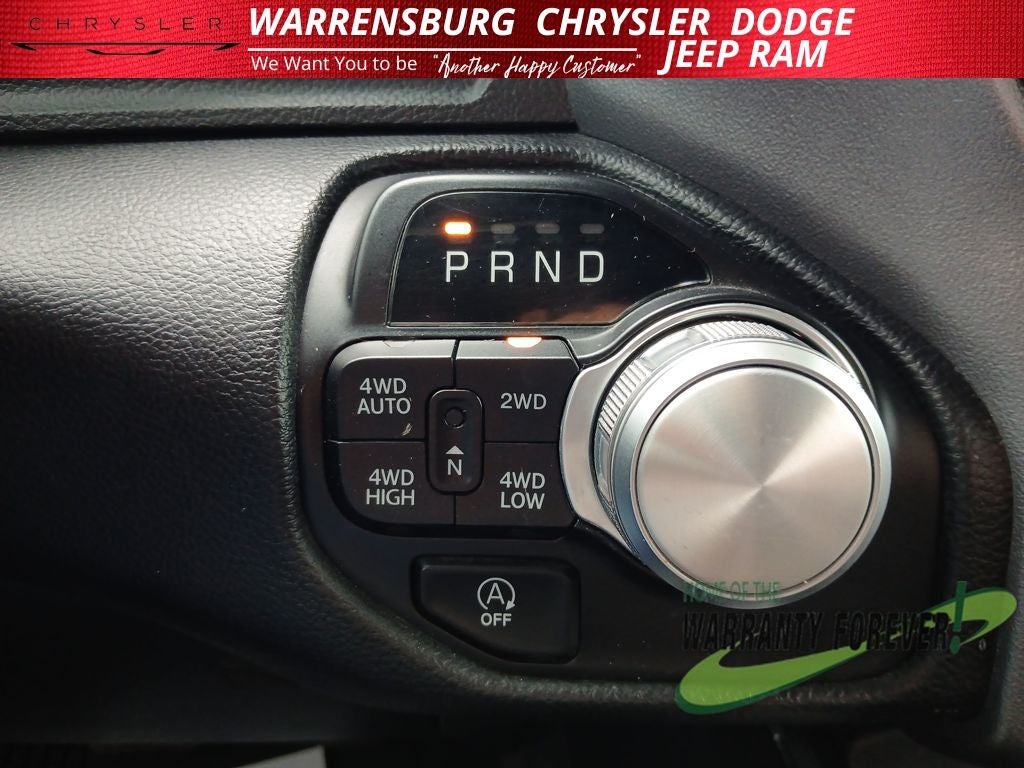 CHRYSLER
WARRENSBURG CHRYSLER DODGE
JEEP RAM
We Want You to be "Another Happy Customer"
P R N D
4WD
AUTO
2WD
N
4WD
HIGH
4WD
LOW
A
OFF
HOME OF THE
WARRANTY FOREVER!